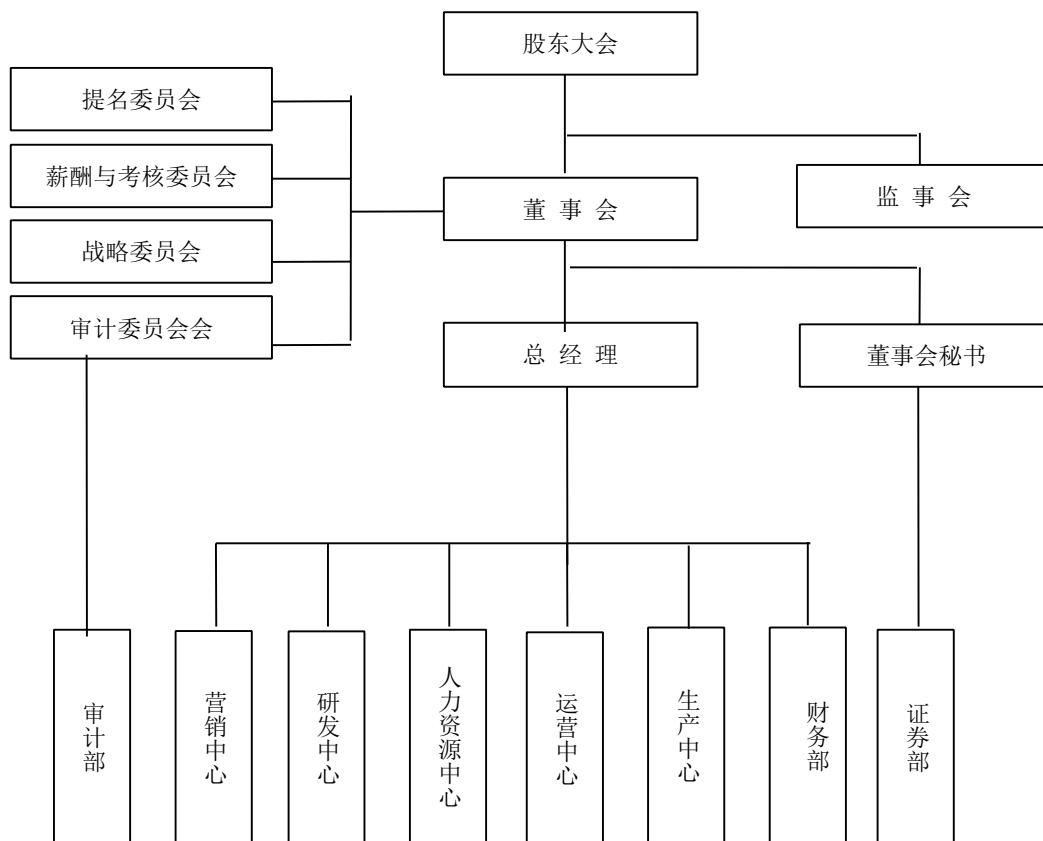 股东大会
提名委员会
薪酬与考核委员会
董 事 会
监 事 会
战略委员会
审计委员会会
总 经 理
董事会秘书
审计部
营销中心
研发中心
人力资源中心
运营中心
生产中心
财务部
证券部